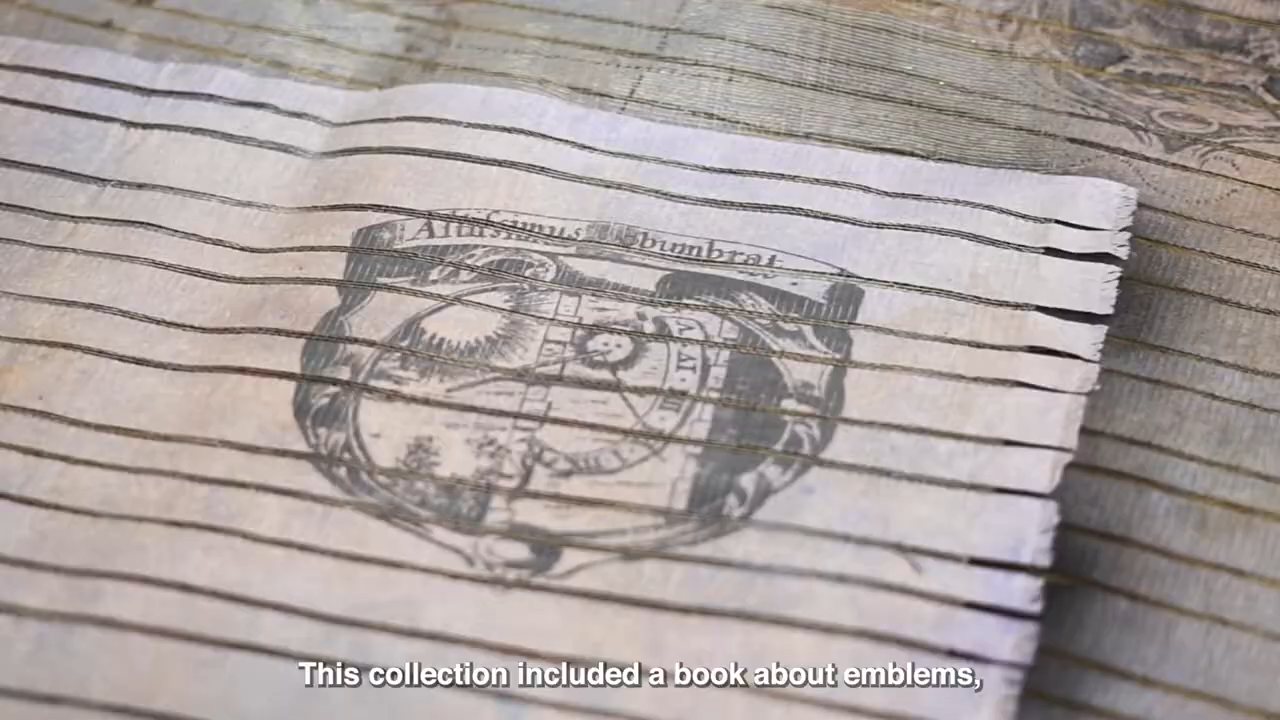 Altissimus obumbrat
This collection included a book about emblems,